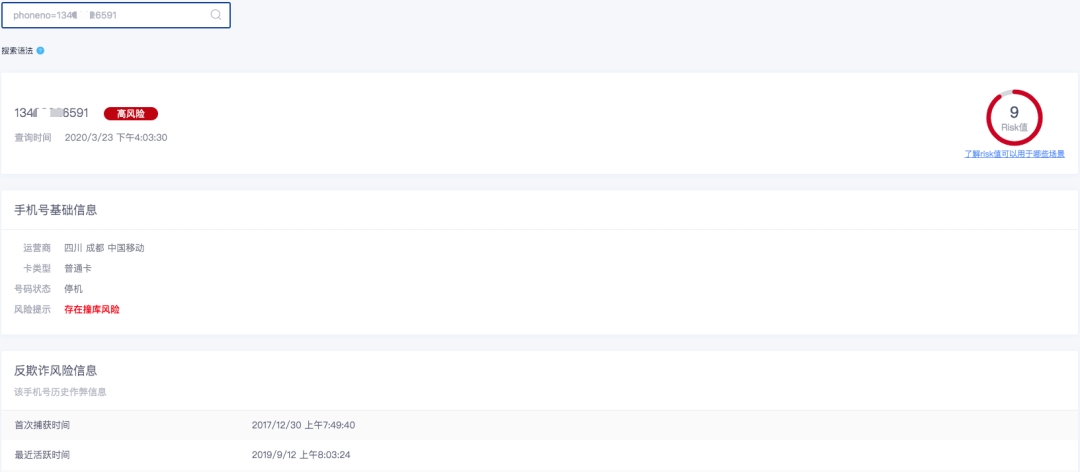 phoneno=134 6591
搜索语法 ?
134 6591 高风险
查询时间 2020/3/23 下午4:03:30
9
Risk值
了解risk值可以用于哪些场景
手机号基础信息
运营商 四川 成都 中国移动
卡类型 普通卡
号码状态 停机
风险提示 存在撞库风险
反欺诈风险信息
该手机号历史作弊信息
首次捕获时间 2017/12/30 上午7:49:40
最近活跃时间 2019/9/12 上午8:03:24